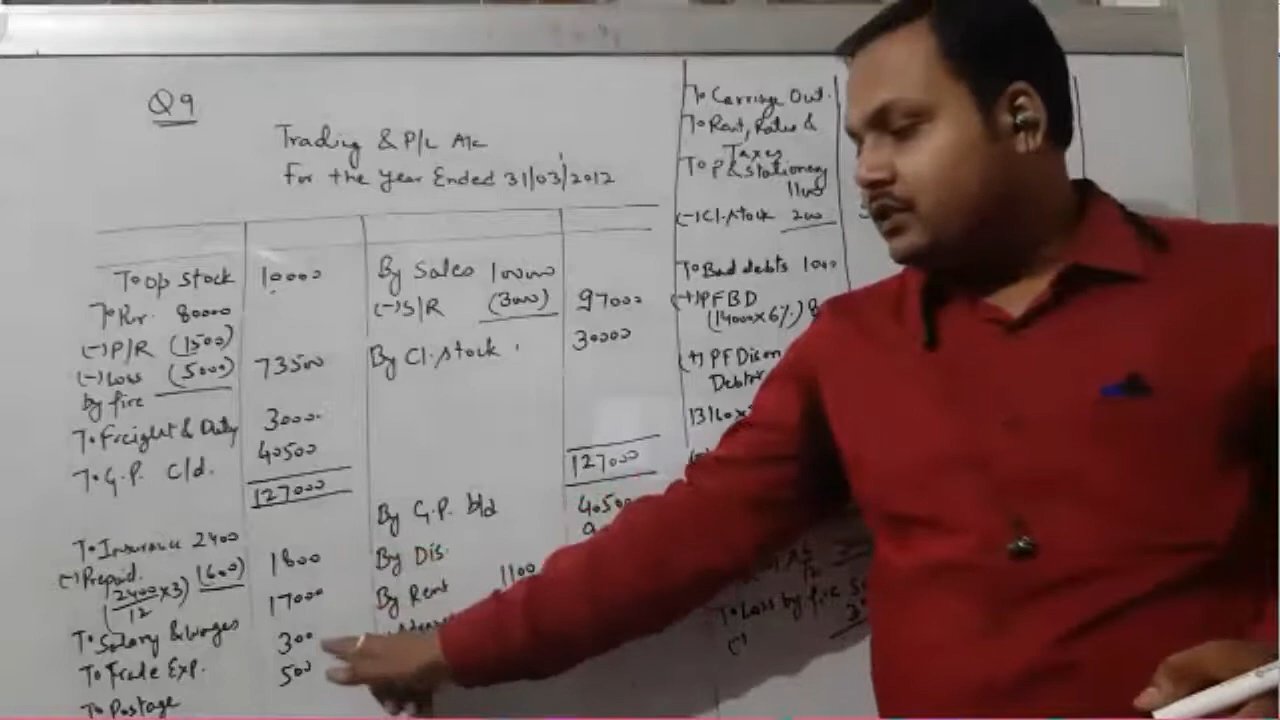 Q9
Trading & P/L A/c
For the Year Ended 31/03/2012
To op stock 10000 By Sales 100000
To Pur. 80000 (-) S/R (3000) 97000
(-) P/R (1500)
(-) Loss (5000) 73500 By Cl. stock 30000
by fire
To Freight & Duty 3000
To G.P. c/d. 40500
127000 127000
By G.P. b/d 40500
To Insurance 2400
(-) Prepaid. (600) 1800 By Dis.
(2400/12 x 3)
To Salary & Wages 17000 By Rent 1100
To Trade Exp. 300
To Postage 500
To Carriage Out.
To Rent, Rates &
Taxes
To P & stationery
1100
(-) Cl. stock 200
To Bad debts 1000
(+) PFBD
(14000 x 6%)
(+) PF Dis on
Debtor
13160 x
To Loss by fire
(-)